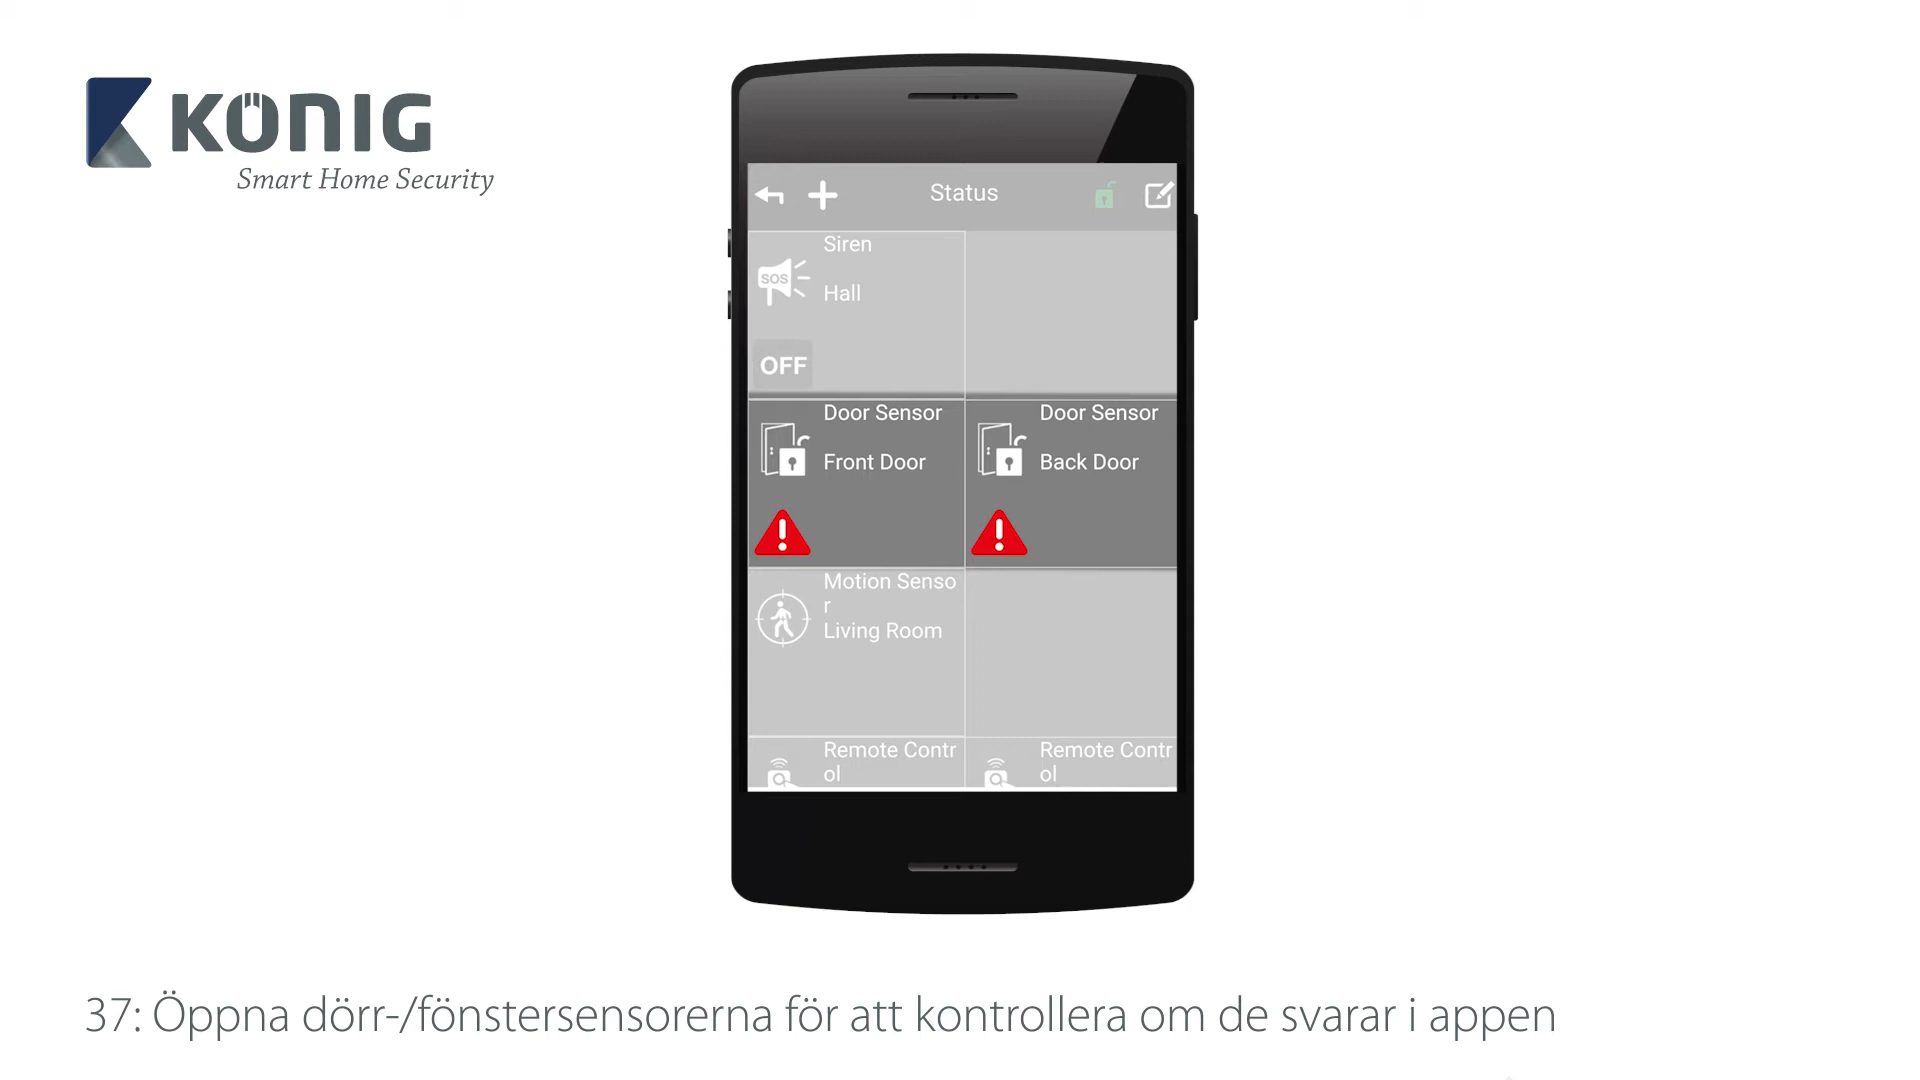 KÖNIG
Smart Home Security
Status
Siren
SOS
Hall
OFF
Door Sensor
Front Door
Door Sensor
Back Door
Motion Senso
r
Living Room
Remote Contr
ol
Remote Contr
ol
37: Öppna dörr-/fönstersensorerna för att kontrollera om de svarar i appen